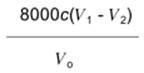 8000c(V₁ - V₂)
Vₒ